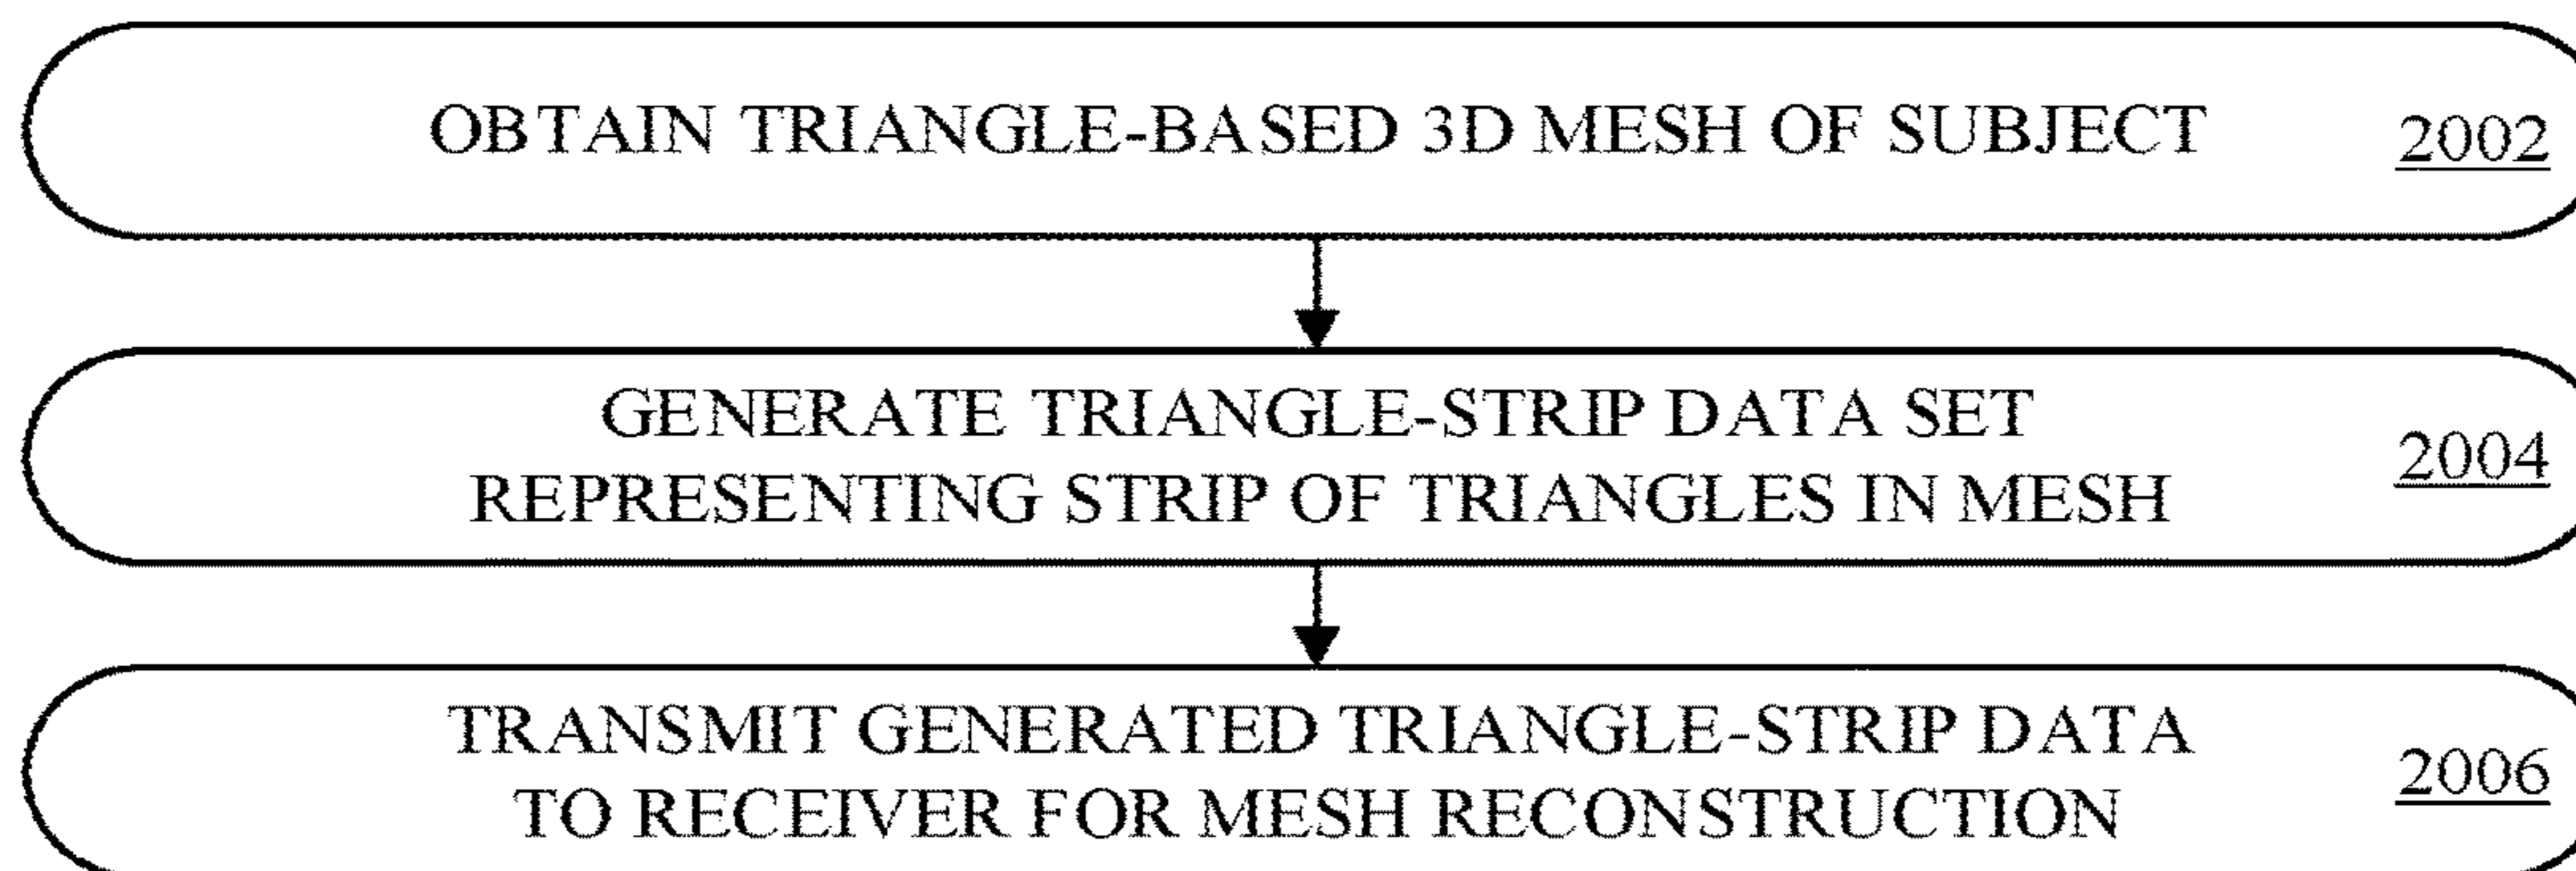 OBTAIN TRIANGLE-BASED 3D MESH OF SUBJECT 2002
GENERATE TRIANGLE-STRIP DATA SET
REPRESENTING STRIP OF TRIANGLES IN MESH
2004
TRANSMIT GENERATED TRIANGLE-STRIP DATA
TO RECEIVER FOR MESH RECONSTRUCTION
2006